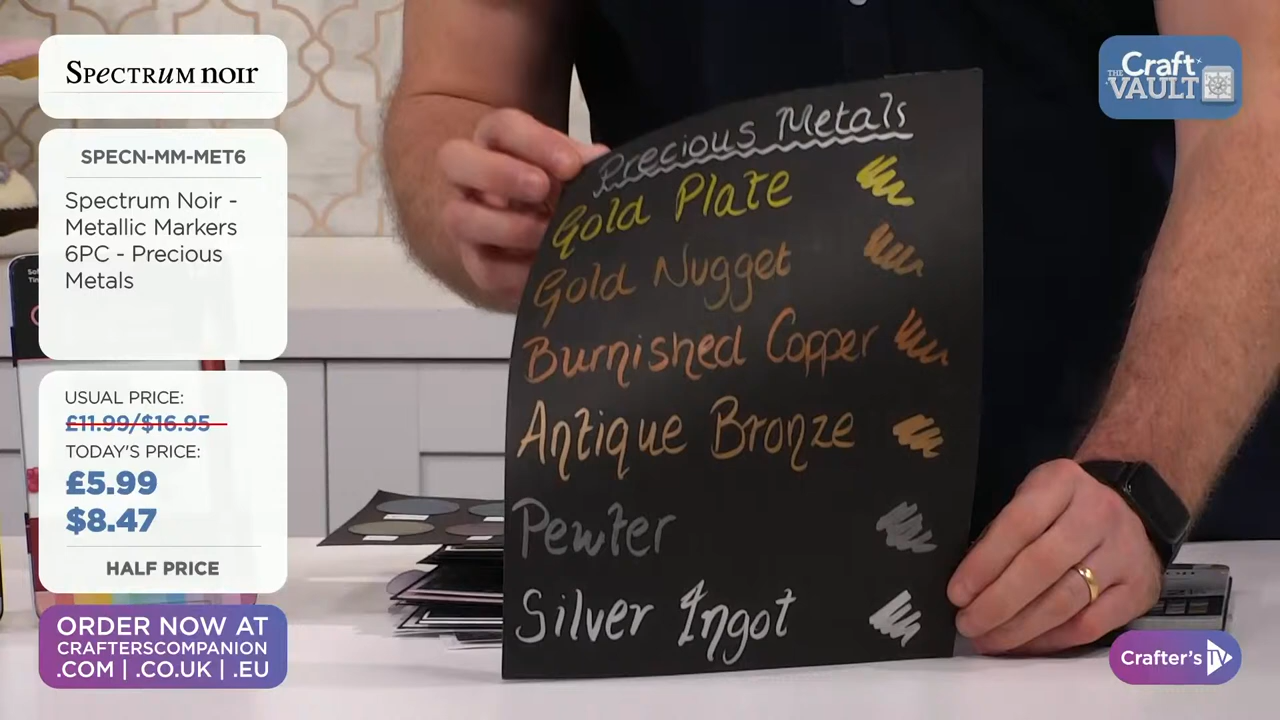 SPECTRUM NOIR
SPECN-MM-MET6
Spectrum Noir -
Metallic Markers
6PC - Precious
Metals
USUAL PRICE:
£11.99/$16.95
TODAY'S PRICE:
£5.99
$8.47
HALF PRICE
ORDER NOW AT
CRAFTERSCOMPANION
.COM | .CO.UK | .EU
Precious Metals
Gold Plate
Gold Nugget
Burnished Copper
Antique Bronze
Pewter
Silver Ingot
THE Craft
VAULT
Crafter's TV